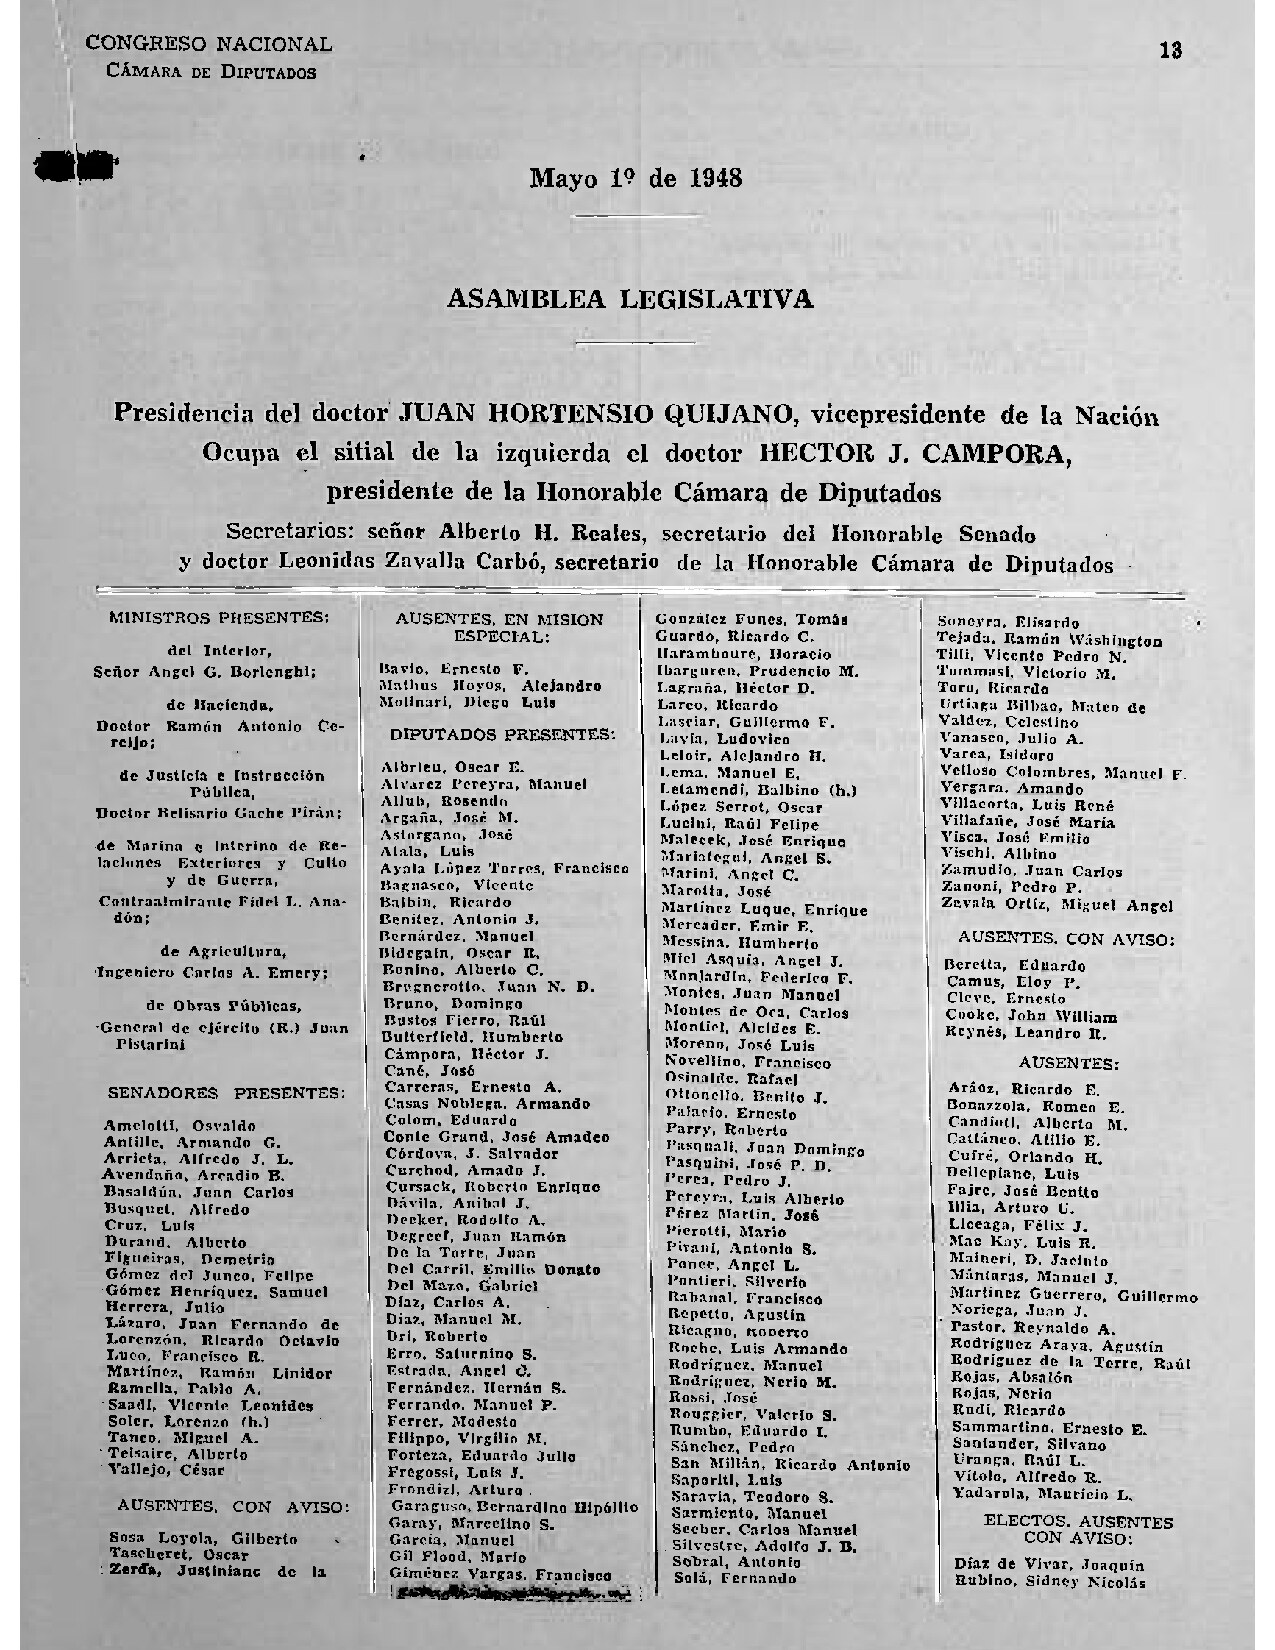 CONGRESO NACIONAL
CÁMARA DE DIPUTADOS
13
Mayo 1º de 1948
ASAMBLEA LEGISLATIVA
Presidencia del doctor JUAN HORTENSIO QUIJANO, vicepresidente de la Nación
Ocupa el sitial de la izquierda el doctor HECTOR J. CAMPORA,
presidente de la Honorable Cámara de Diputados
Secretarios: señor Alberto H. Reales, secretario del Honorable Senado
y doctor Leonidas Zavalla Carbó, secretario de la Honorable Cámara de Diputados
MINISTROS PRESENTES:
del Interior,
Señor Angel G. Borlenghi;
de Hacienda,
Doctor Ramón Antonio Ce-
reijo;
de Justicia e Instrucción
Pública,
Doctor Belisario Gache Pirán;
de Marina e interino de Re-
laciones Exteriores y Culto
y de Guerra,
Contraalmirante Fidel L. Ana-
dón;
de Agricultura,
Ingeniero Carlos A. Emery;
de Obras Públicas,
General de ejército (R.) Juan
Pistarini
SENADORES PRESENTES:
Amelotti, Osvaldo
Antille, Armando G.
Arrieta, Alfredo J. L.
Avendaño, Arcadio B.
Basaldúa, Juan Carlos
Busquet, Alfredo
Cruz, Luis
Durand, Alberto
Figueiras, Demetrio
Gómez del Junco, Felipe
Gómez Henríquez, Samuel
Herrera, Julio
Lázaro, Juan Fernando de
Lorenzón, Ricardo Octavio
Luco, Francisco R.
Martínez, Ramón Linidor
Ramella, Pablo A.
Saadi, Vicente Leonides
Soler, Lorenzo (h.)
Tanco, Miguel A.
Teisaire, Alberto
Vallejo, César
AUSENTES, CON AVISO:
Sosa Loyola, Gilberto
Tascheret, Oscar
Zerda, Justiniano de la
AUSENTES, EN MISION
ESPECIAL:
Bavio, Ernesto F.
Mathus Hoyos, Alejandro
Molinari, Diego Luis
DIPUTADOS PRESENTES:
Albrieu, Oscar E.
Alvarez Pereyra, Manuel
Allub, Rosendo
Argaña, José M.
Astorgano, José
Atala, Luis
Ayala López Torres, Francisco
Bagnasco, Vicente
Balbín, Ricardo
Benítez, Antonio J.
Bernárdez, Manuel
Bidegain, Oscar R.
Bonino, Alberto C.
Brugnerotto, Juan N. D.
Bruno, Domingo
Bustos Fierro, Raúl
Butterfield, Humberto
Cámpora, Héctor J.
Cané, José
Carreras, Ernesto A.
Casas Noblega, Armando
Colom, Eduardo
Conte Grand, José Amadeo
Córdova, J. Salvador
Curchod, Amado J.
Cursack, Roberto Enrique
Dávila, Aníbal J.
Decker, Rodolfo A.
Degreef, Juan Ramón
De la Torre, Juan
Del Carril, Emilio Donato
Del Mazo, Gabriel
Díaz, Carlos A.
Díaz, Manuel M.
Dri, Roberto
Erro, Saturnino S.
Estrada, Angel C.
Fernández, Hernán S.
Ferrando, Manuel P.
Ferrer, Modesto
Filippo, Virgilio M.
Forteza, Eduardo Julio
Fregossi, Luis J.
Frondizi, Arturo
Garaguso, Bernardino Hipólito
Garay, Marcelino S.
García, Manuel
Gil Flood, Mario
Giménez Vargas, Francisco
González Funes, Tomás
Guardo, Ricardo C.
Haramboure, Horacio
Ibarguren, Prudencio M.
Lagraña, Héctor D.
Lareo, Ricardo
Lasciar, Guillermo F.
Lavia, Ludovico
Leloir, Alejandro H.
Lema, Manuel E.
Letamendi, Balbino (h.)
López Serrot, Oscar
Lucini, Raúl Felipe
Malecek, José Enrique
Mariategui, Angel S.
Marini, Angel C.
Marotta, José
Martínez Luque, Enrique
Mercader, Emir E.
Messina, Humberto
Miel Asquía, Angel J.
Monjardín, Federico F.
Montes, Juan Manuel
Montes de Oca, Carlos
Montiel, Alcides E.
Moreno, José Luis
Novellino, Francisco
Osinalde, Rafael
Ottonello, Benito J.
Palacio, Ernesto
Parry, Roberto
Pasquali, Juan Domingo
Pasquini, José P. D.
Perea, Pedro J.
Pereyra, Luis Alberto
Pérez Martín, José
Pierotti, Mario
Pirani, Antonio S.
Ponce, Angel L.
Pontieri, Silverio
Rabanal, Francisco
Repetto, Agustín
Ricagno, Roberto
Roche, Luis Armando
Rodríguez, Manuel
Rodríguez, Nerio M.
Rossi, José
Rouggier, Valerio S.
Rumbo, Eduardo I.
Sánchez, Pedro
San Millán, Ricardo Antonio
Saporiti, Luis
Saravia, Teodoro S.
Sarmiento, Manuel
Seeber, Carlos Manuel
Silvestre, Adolfo J. B.
Sobral, Antonio
Solá, Fernando
Soneyra, Elisardo
Tejada, Ramón Wáshington
Tilli, Vicente Pedro N.
Tommasi, Victorio M.
Toro, Ricardo
Urtiaga Bilbao, Mateo de
Valdez, Celestino
Vanasco, Julio A.
Varea, Isidoro
Velloso Colombres, Manuel F.
Vergara, Amando
Villacorta, Luis René
Villafañe, José María
Visca, José Emilio
Vischi, Albino
Zamudio, Juan Carlos
Zanoni, Pedro P.
Zavala Ortiz, Miguel Angel
AUSENTES, CON AVISO:
Beretta, Eduardo
Camus, Eloy P.
Cleve, Ernesto
Cooke, John William
Reynés, Leandro R.
AUSENTES:
Aráoz, Ricardo E.
Bonazzola, Romeo E.
Candioti, Alberto M.
Cattáneo, Atilio E.
Cufré, Orlando H.
Dellepiane, Luis
Fajre, José Benito
Illia, Arturo U.
Liceaga, Félix J.
Mac Kay, Luis R.
Maineri, D. Jacinto
Mántaras, Manuel J.
Martínez Guerrero, Guillermo
Noriega, Juan J.
Pastor, Reynaldo A.
Rodríguez Araya, Agustín
Rodríguez de la Torre, Raúl
Rojas, Absalón
Rojas, Nerio
Rudi, Ricardo
Sammartino, Ernesto E.
Santander, Silvano
Uranga, Raúl L.
Vítolo, Alfredo R.
Yadarola, Mauricio L.
ELECTOS, AUSENTES
CON AVISO:
Díaz de Vivar, Joaquín
Rubino, Sidney Nicolás